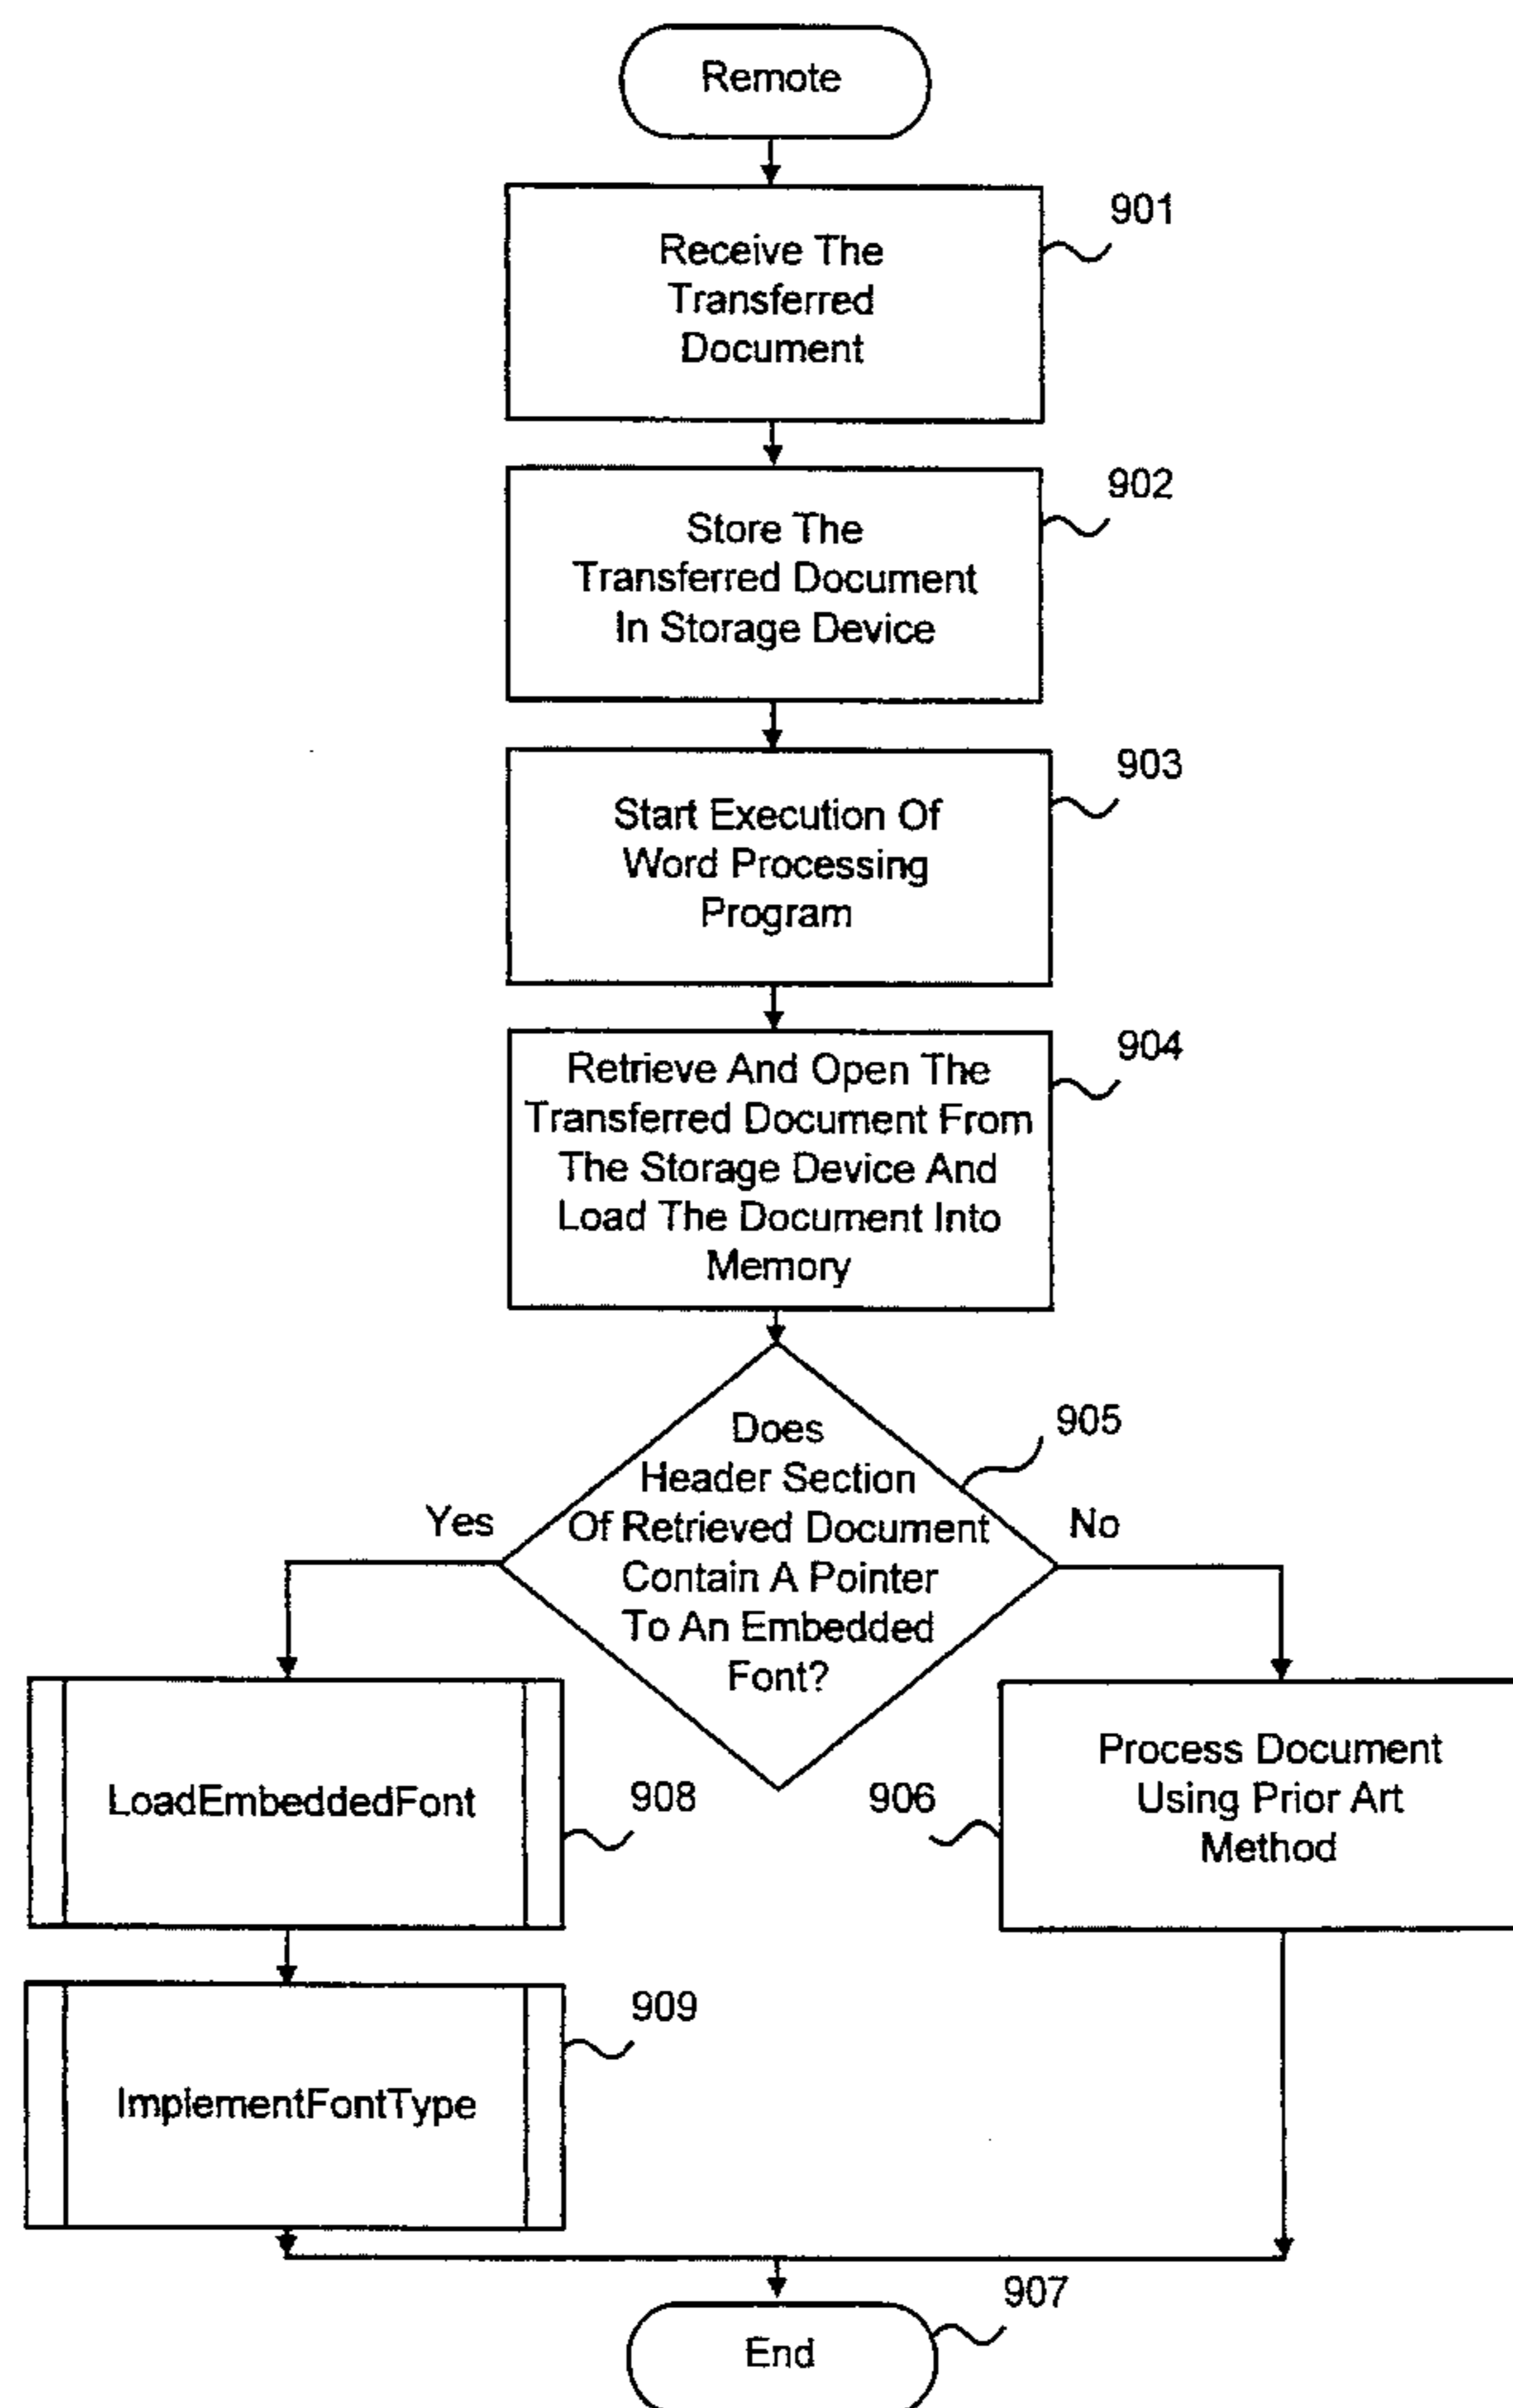 Remote
901
Receive The
Transferred
Document
902
Store The
Transferred Document
In Storage Device
903
Start Execution Of
Word Processing
Program
904
Retrieve And Open The
Transferred Document From
The Storage Device And
Load The Document Into
Memory
905
Does
Header Section
Of Retrieved Document
Contain A Pointer
To An Embedded
Font?
Yes
No
LoadEmbeddedFont
908
906
Process Document
Using Prior Art
Method
909
ImplementFontType
907
End